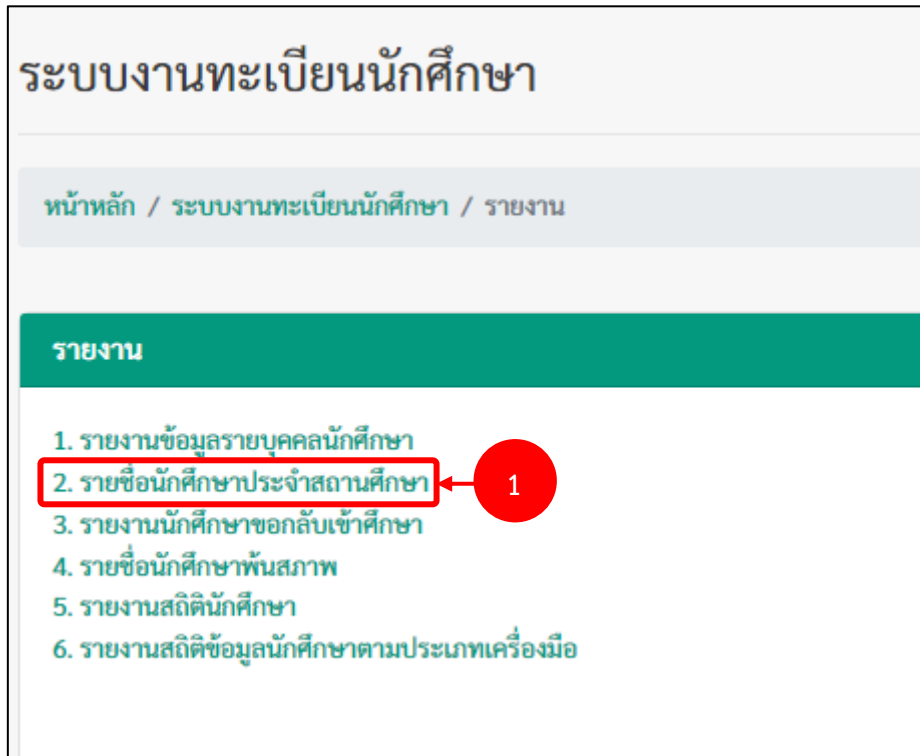 ระบบงานทะเบียนนักศึกษา
หน้าหลัก / ระบบงานทะเบียนนักศึกษา / รายงาน
รายงาน
1. รายงานข้อมูลรายบุคคลนักศึกษา
2. รายชื่อนักศึกษาประจำสถานศึกษา
1
3. รายงานนักศึกษาขอกลับเข้าศึกษา
4. รายชื่อนักศึกษาพ้นสภาพ
5. รายงานสถิตินักศึกษา
6. รายงานสถิติข้อมูลนักศึกษาตามประเภทเครื่องมือ